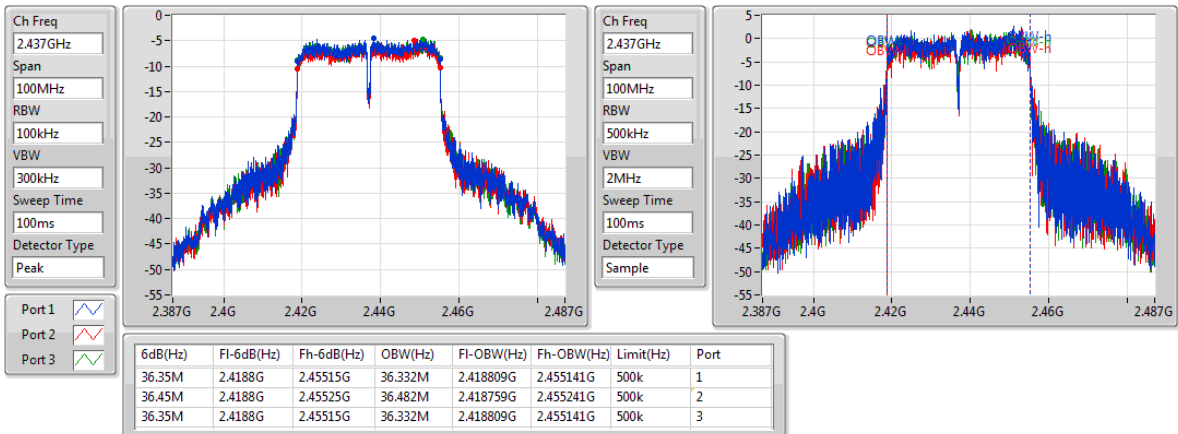 Ch Freq
2.437GHz
Span
100MHz
RBW
100kHz
VBW
300kHz
Sweep Time
100ms
Detector Type
Peak
0
-5
-10
-15
-20
-25
-30
-35
-40
-45
-50
-55
2.387G 2.4G 2.42G 2.44G 2.46G 2.487G
Ch Freq
2.437GHz
Span
100MHz
RBW
500kHz
VBW
2MHz
Sweep Time
100ms
Detector Type
Sample
5
0
-5
-10
-15
-20
-25
-30
-35
-40
-45
-50
-55
2.387G 2.4G 2.42G 2.44G 2.46G 2.487G
Port 1
Port 2
Port 3
6dB(Hz) Fl-6dB(Hz) Fh-6dB(Hz) OBW(Hz) Fl-OBW(Hz) Fh-OBW(Hz) Limit(Hz) Port
36.35M 2.4188G 2.45515G 36.332M 2.418809G 2.455141G 500k 1
36.45M 2.4188G 2.45525G 36.482M 2.418759G 2.455241G 500k 2
36.35M 2.4188G 2.45515G 36.332M 2.418809G 2.455141G 500k 3